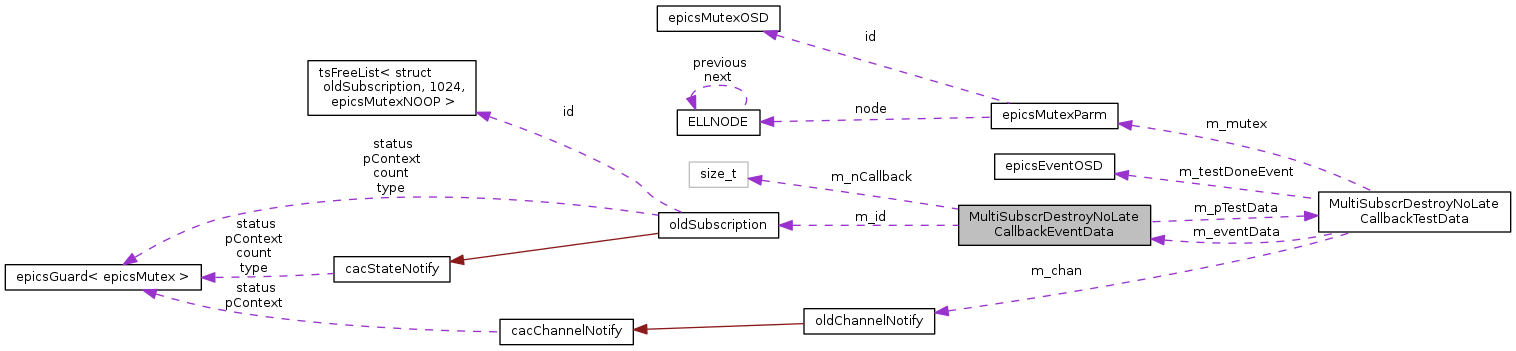 epicsMutexOSD
id
tsFreeList< struct
oldSubscription, 1024,
epicsMutexNOOP >
previous
next
ELLNODE
node
epicsMutexParm
id
m_mutex
status
pContext
count
type
size_t
m_nCallback
epicsEventOSD
m_testDoneEvent
MultiSubscrDestroyNoLate
CallbackTestData
m_pTestData
m_eventData
MultiSubscrDestroyNoLate
CallbackEventData
m_id
oldSubscription
status
pContext
count
type
cacStateNotify
epicsGuard< epicsMutex >
status
pContext
m_chan
oldChannelNotify
cacChannelNotify